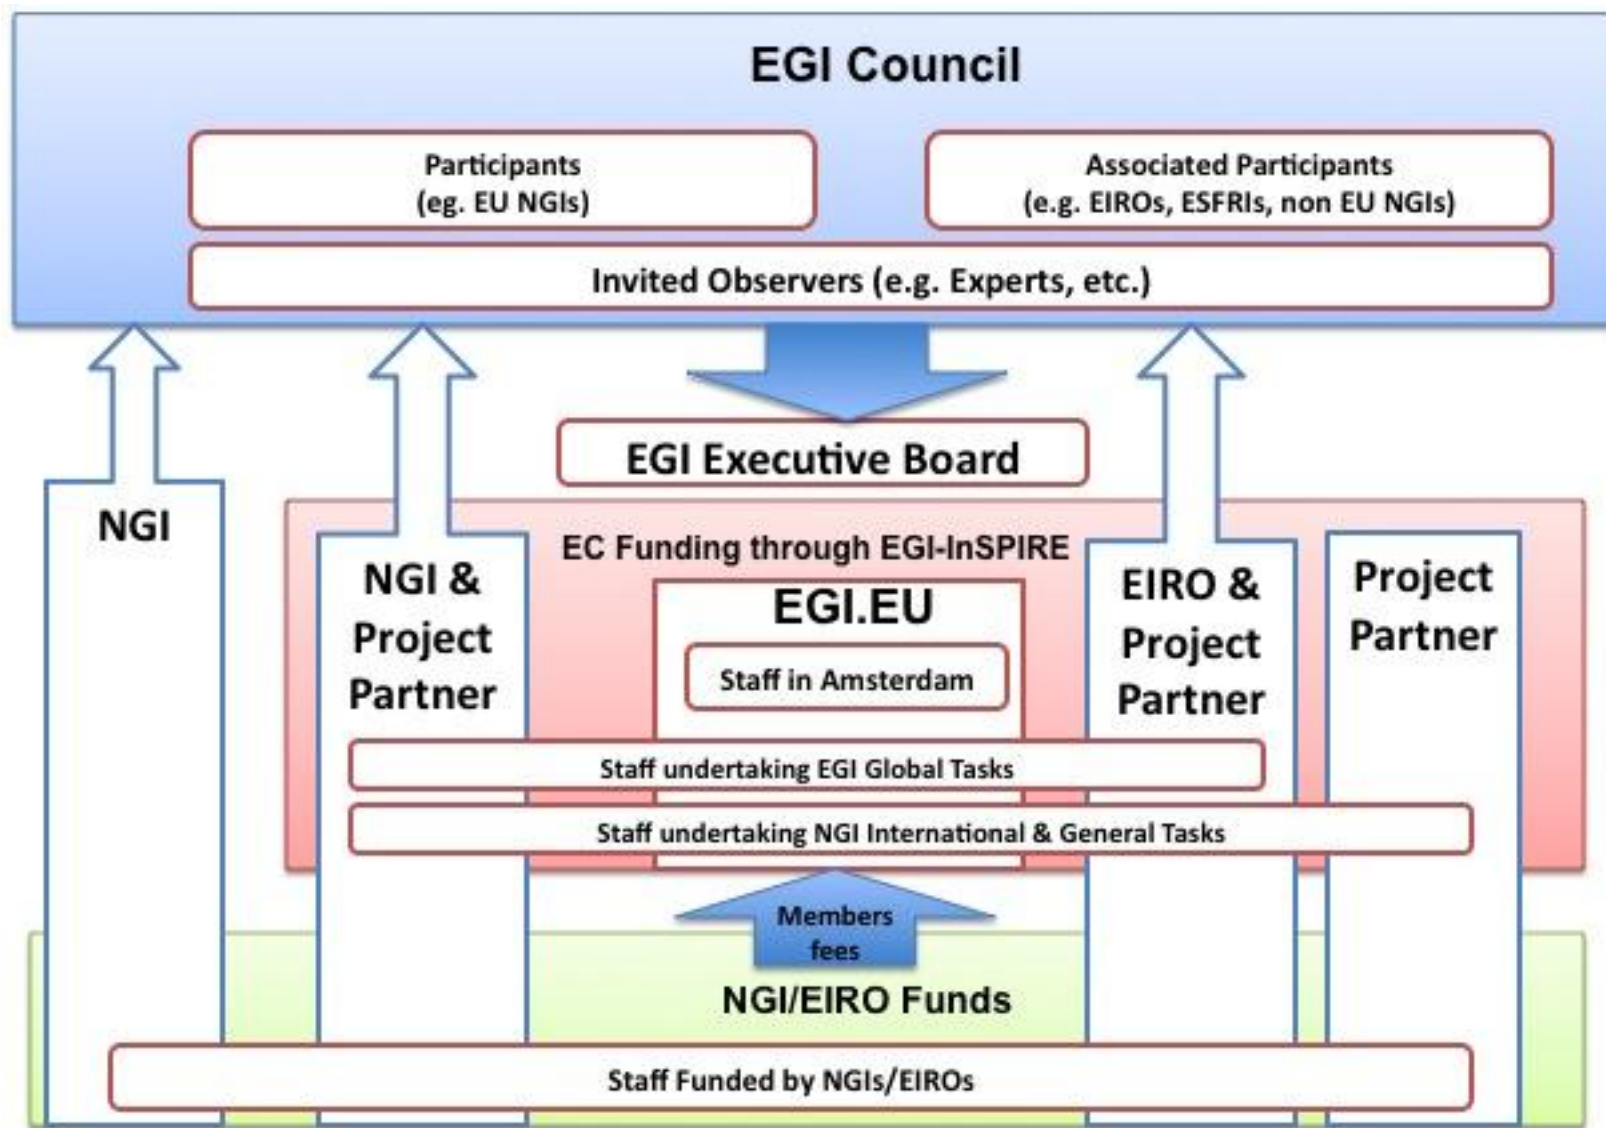 EGI Council
Participants
(eg. EU NGIs)
Associated Participants
(e.g. EIROs, ESFRIs, non EU NGIs)
Invited Observers (e.g. Experts, etc.)
EGI Executive Board
NGI
EC Funding through EGI-InSPIRE
NGI &
Project
Partner
EGI.EU
Staff in Amsterdam
EIRO &
Project
Partner
Project
Partner
Staff undertaking EGI Global Tasks
Staff undertaking NGI International & General Tasks
Members
fees
NGI/EIRO Funds
Staff Funded by NGIs/EIROs